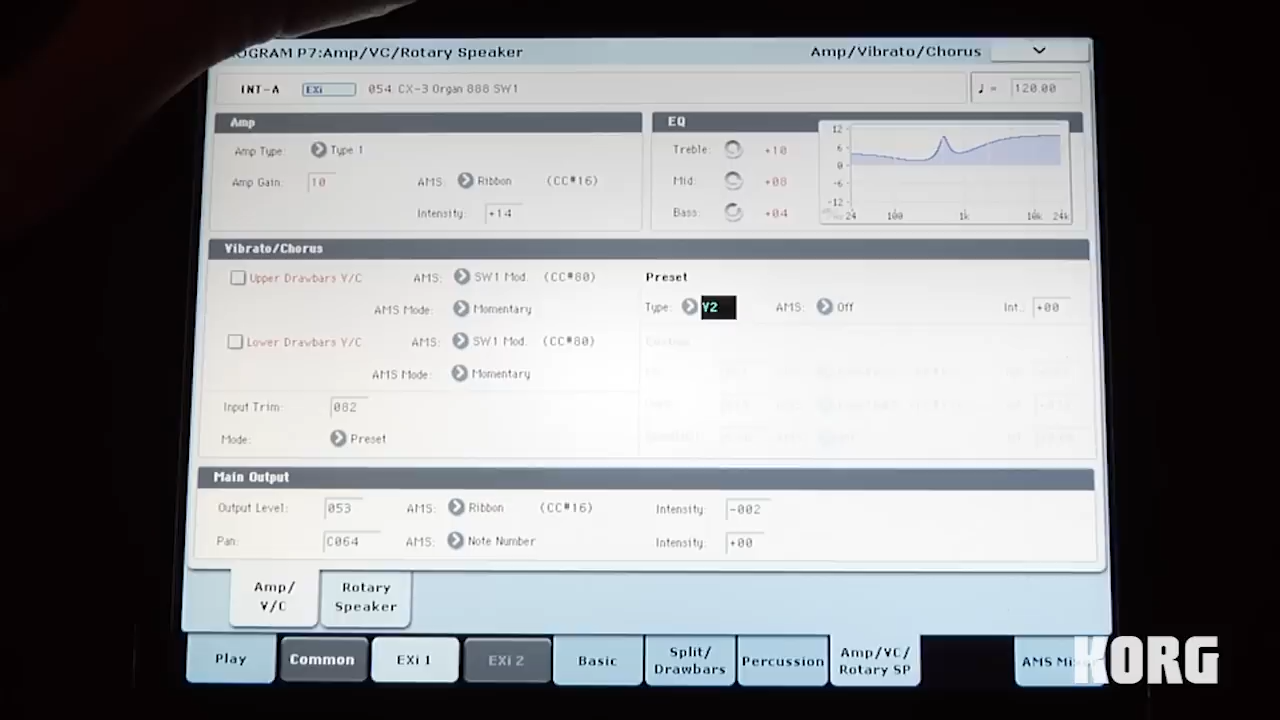 OGRAM P7:Amp/VC/Rotary Speaker
Amp/Vibrato/Chorus
INT-A EXi 054 CX-3 Organ 888 SW1
♩ = 120.00
Amp
Amp Type: Type 1
Amp Gain: 10 AMS: Ribbon (CC#16)
Intensity: +14
EQ
Treble: +10
Mid: +08
Bass: +04
12
6
0
-6
-12
24 100 1k 10k 24k
Vibrato/Chorus
Upper Drawbars V/C AMS: SW1 Mod. (CC#80)
AMS Mode: Momentary
Lower Drawbars V/C AMS: SW1 Mod. (CC#80)
AMS Mode: Momentary
Input Trim: 082
Mode: Preset
Preset
Type: V2 AMS: Off Int.: +00
Custom
Main Output
Output Level: 053 AMS: Ribbon (CC#16) Intensity: -002
Pan: C064 AMS: Note Number Intensity: +00
Amp/
V/C
Rotary
Speaker
Play
Common
EXi 1
EXi 2
Basic
Split/
Drawbars
Percussion
Amp/VC/
Rotary SP
AMS
KORG